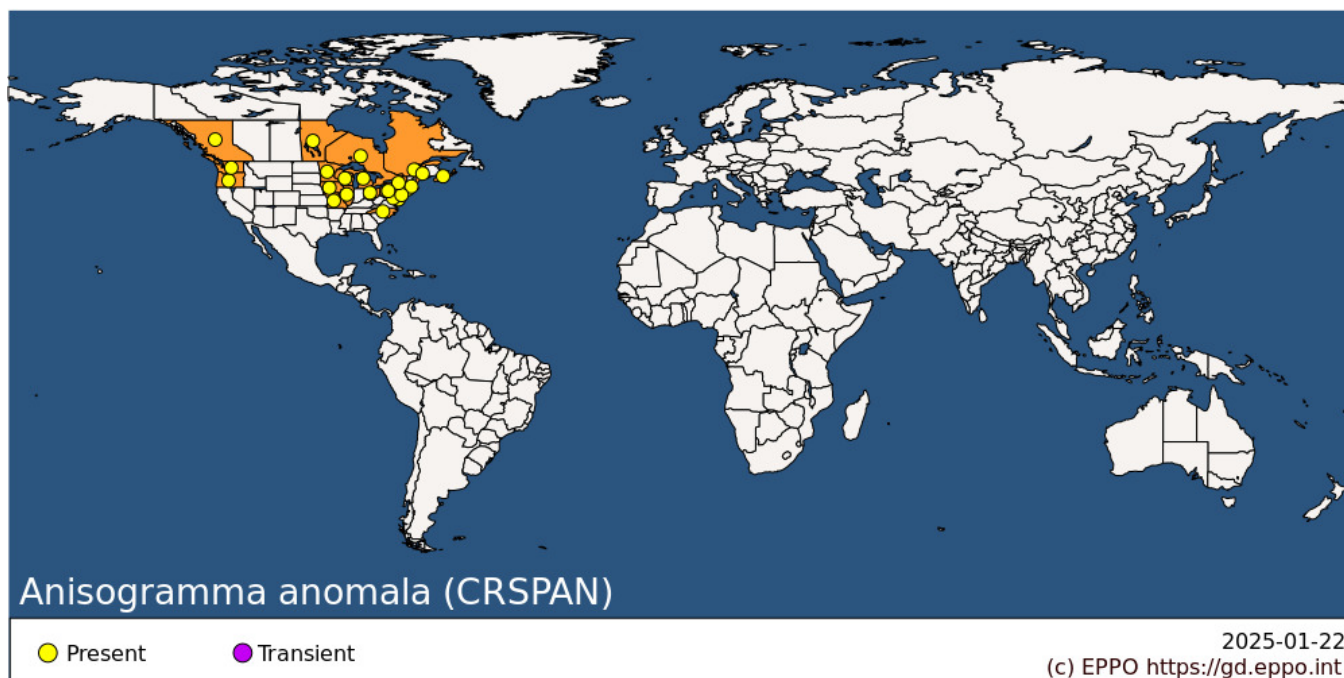 Anisogramma anomala (CRSPAN)
Present
Transient
2025-01-22
(c) EPPO https://gd.eppo.int